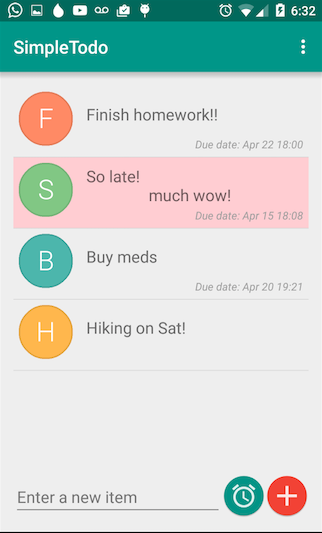 6:32
SimpleTodo
F
Finish homework!!
Due date: Apr 22 18:00
S
So late!
much wow!
Due date: Apr 15 18:08
B
Buy meds
Due date: Apr 20 19:21
H
Hiking on Sat!
Enter a new item